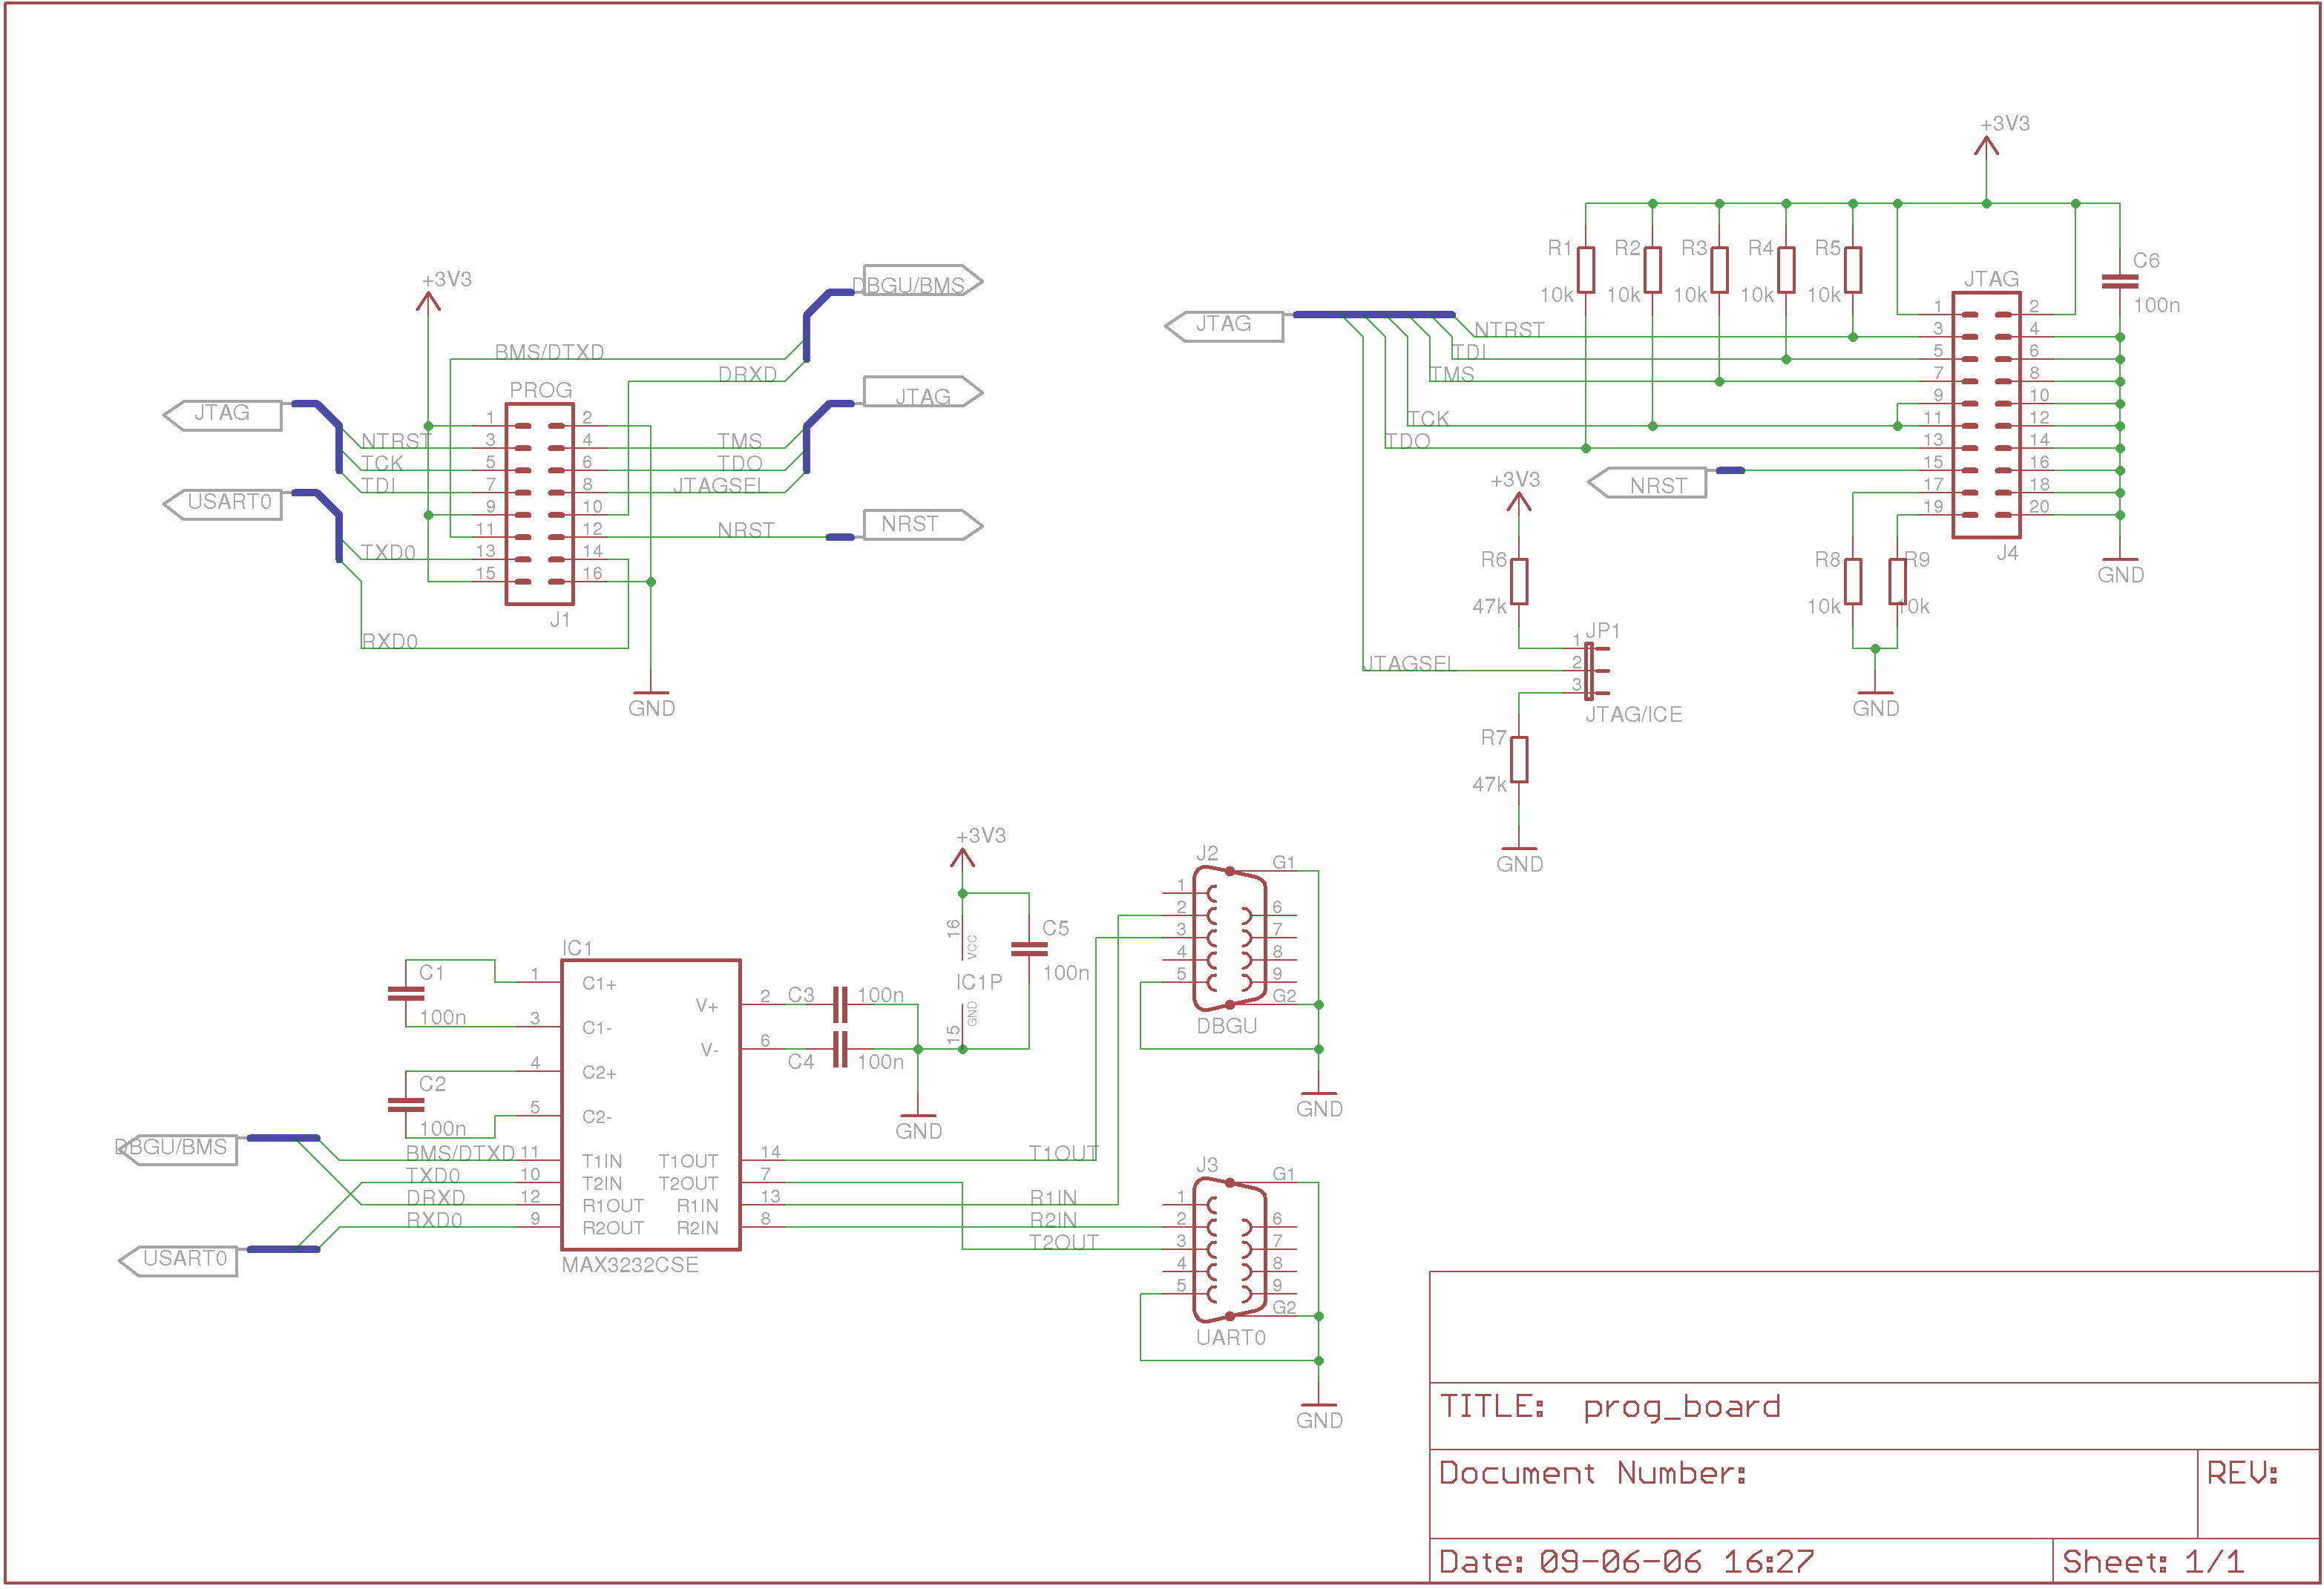 +3V3
DBGU/BMS
BMS/DTXD
DRXD
PROG
JTAG
JTAG
1 2
NTRST 3 4 TMS
TCK 5 6 TDO
TDI 7 8 JTAGSEL
USART0
9 10
11 12 NRST
NRST
TXD0 13 14
15 16
J1
RXD0
GND
+3V3
R1 R2 R3 R4 R5
10k 10k 10k 10k 10k
C6
100n
JTAG
JTAG
1 2
NTRST 3 4
TDI 5 6
TMS 7 8
9 10
TCK 11 12
TDO 13 14
NRST 15 16
17 18
19 20
J4
GND
R8 R9
10k 10k
GND
+3V3
R6
47k
JP1
1
JTAGSEL 2
3
JTAG/ICE
R7
47k
GND
+3V3
16
VCC
C5
100n
IC1P
GND
15
IC1
C1
100n
1 C1+
3 C1-
C2
100n
4 C2+
5 C2-
V+ 2 C3 100n
V- 6 C4 100n
GND
DBGU/BMS
BMS/DTXD 11 T1IN T1OUT 14 T1OUT
TXD0 10 T2IN T2OUT 7
DRXD 12 R1OUT R1IN 13 R1IN
RXD0 9 R2OUT R2IN 8 R2IN
T2OUT
USART0
MAX3232CSE
J2
G1
1
2 6
3 7
4 8
5 9
G2
DBGU
GND
J3
G1
1
2 6
3 7
4 8
5 9
G2
UART0
GND
TITLE: prog_board
Document Number:
REV:
Date: 09-06-06 16:27
Sheet: 1/1